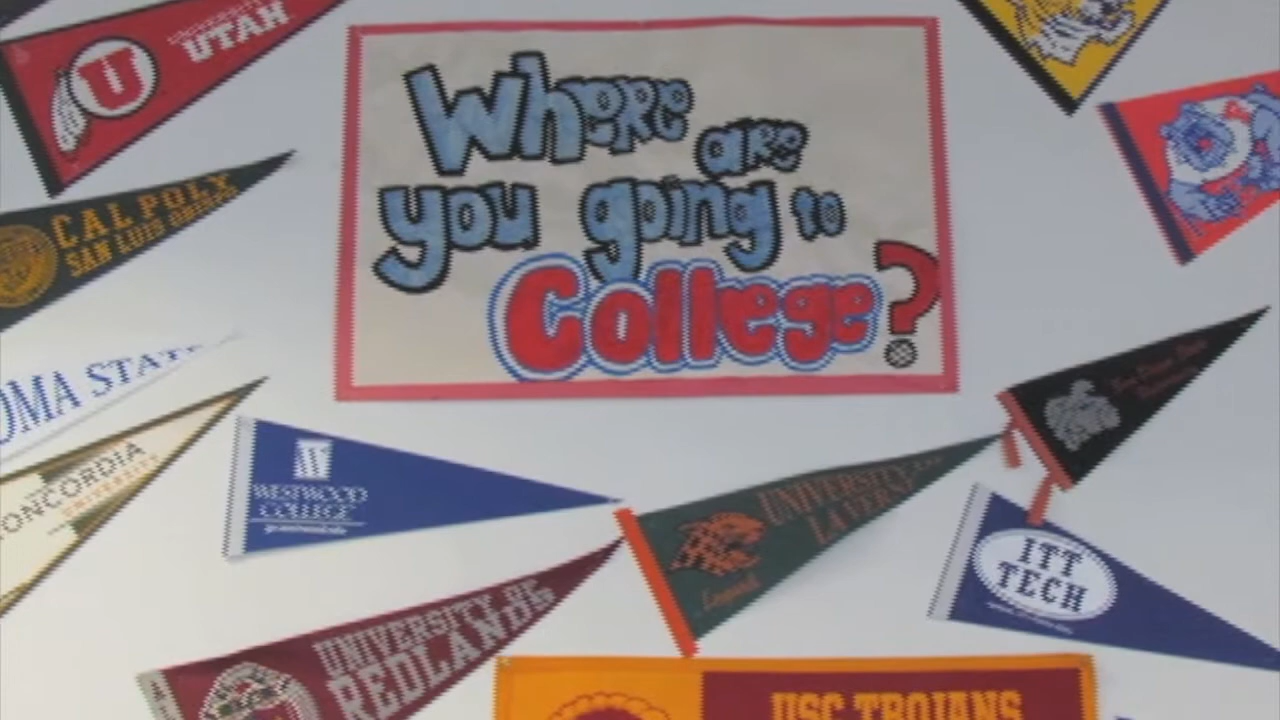 UTAH
U
Where are
you going to
College?
CAL POLY
SAN LUIS OBISPO
OMA STATE
CONCORDIA
UNIVERSITY
W
WESTWOOD
COLLEGE
UNIVERSITY OF
LA VERNE
Leopards
ITT
TECH
UNIVERSITY OF
REDLANDS
USC TROJANS